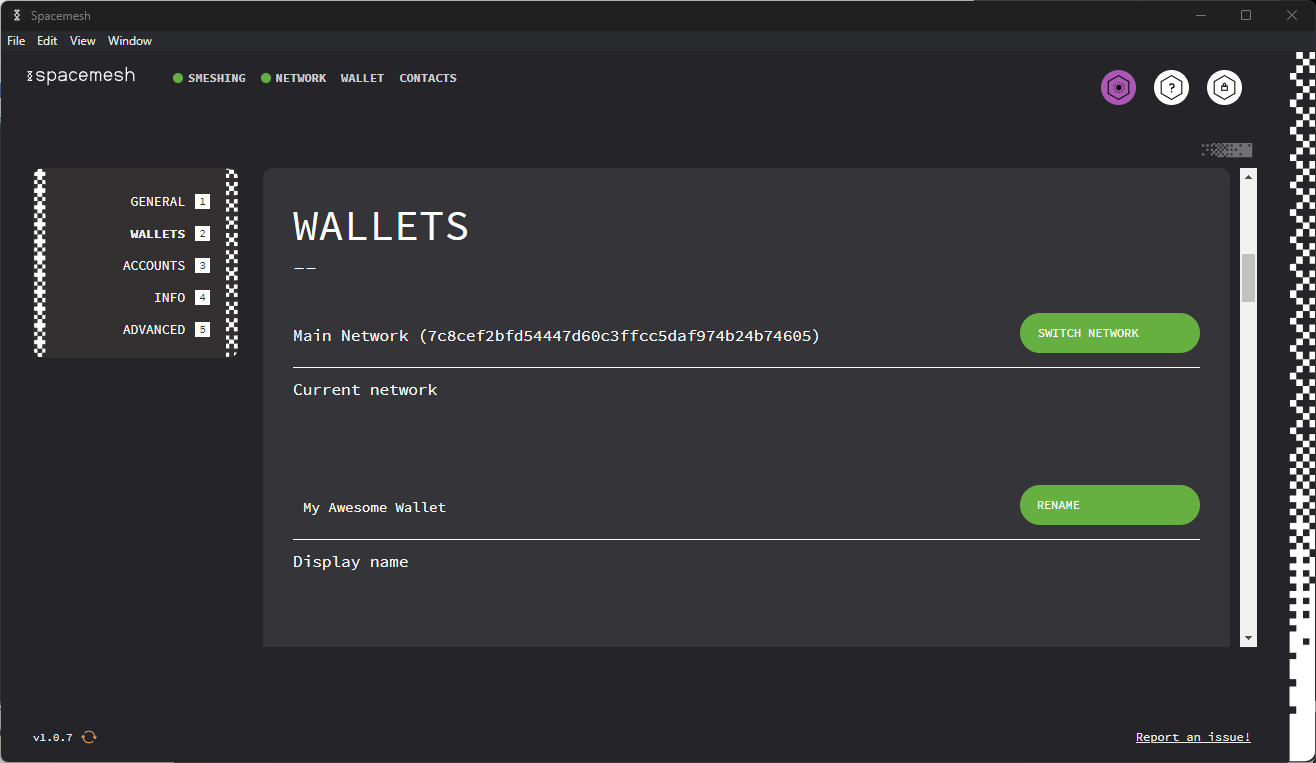 Spacemesh
File Edit View Window
spacemesh SMESHING NETWORK WALLET CONTACTS
?
GENERAL 1
WALLETS 2
ACCOUNTS 3
INFO 4
ADVANCED 5
WALLETS
--
Main Network (7c8cef2bfd54447d60c3ffcc5daf974b24b74605) SWITCH NETWORK
Current network
My Awesome Wallet RENAME
Display name
v1.0.7 Report an issue!